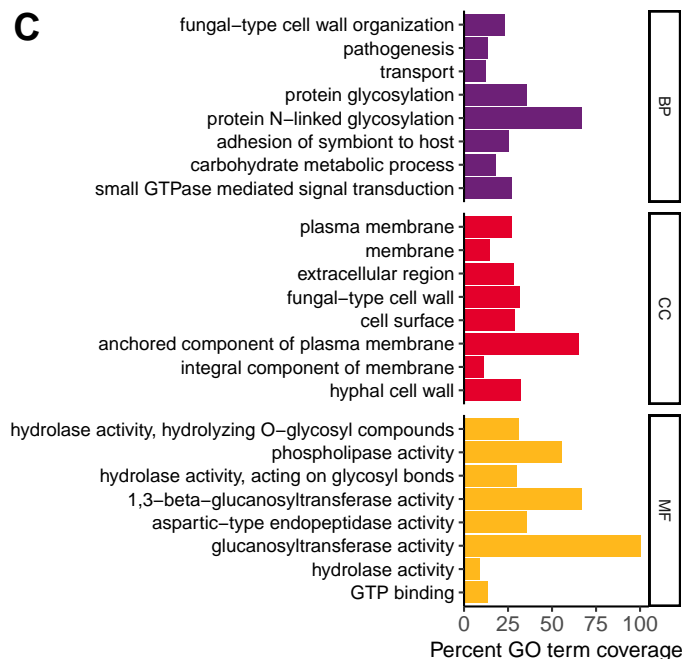 C
fungal−type cell wall organization
pathogenesis
transport
protein glycosylation
protein N−linked glycosylation
adhesion of symbiont to host
carbohydrate metabolic process
small GTPase mediated signal transduction
BP
plasma membrane
membrane
extracellular region
fungal−type cell wall
cell surface
anchored component of plasma membrane
integral component of membrane
hyphal cell wall
CC
hydrolase activity, hydrolyzing O−glycosyl compounds
phospholipase activity
hydrolase activity, acting on glycosyl bonds
1,3−beta−glucanosyltransferase activity
aspartic−type endopeptidase activity
glucanosyltransferase activity
hydrolase activity
GTP binding
MF
0 25 50 75 100
Percent GO term coverage